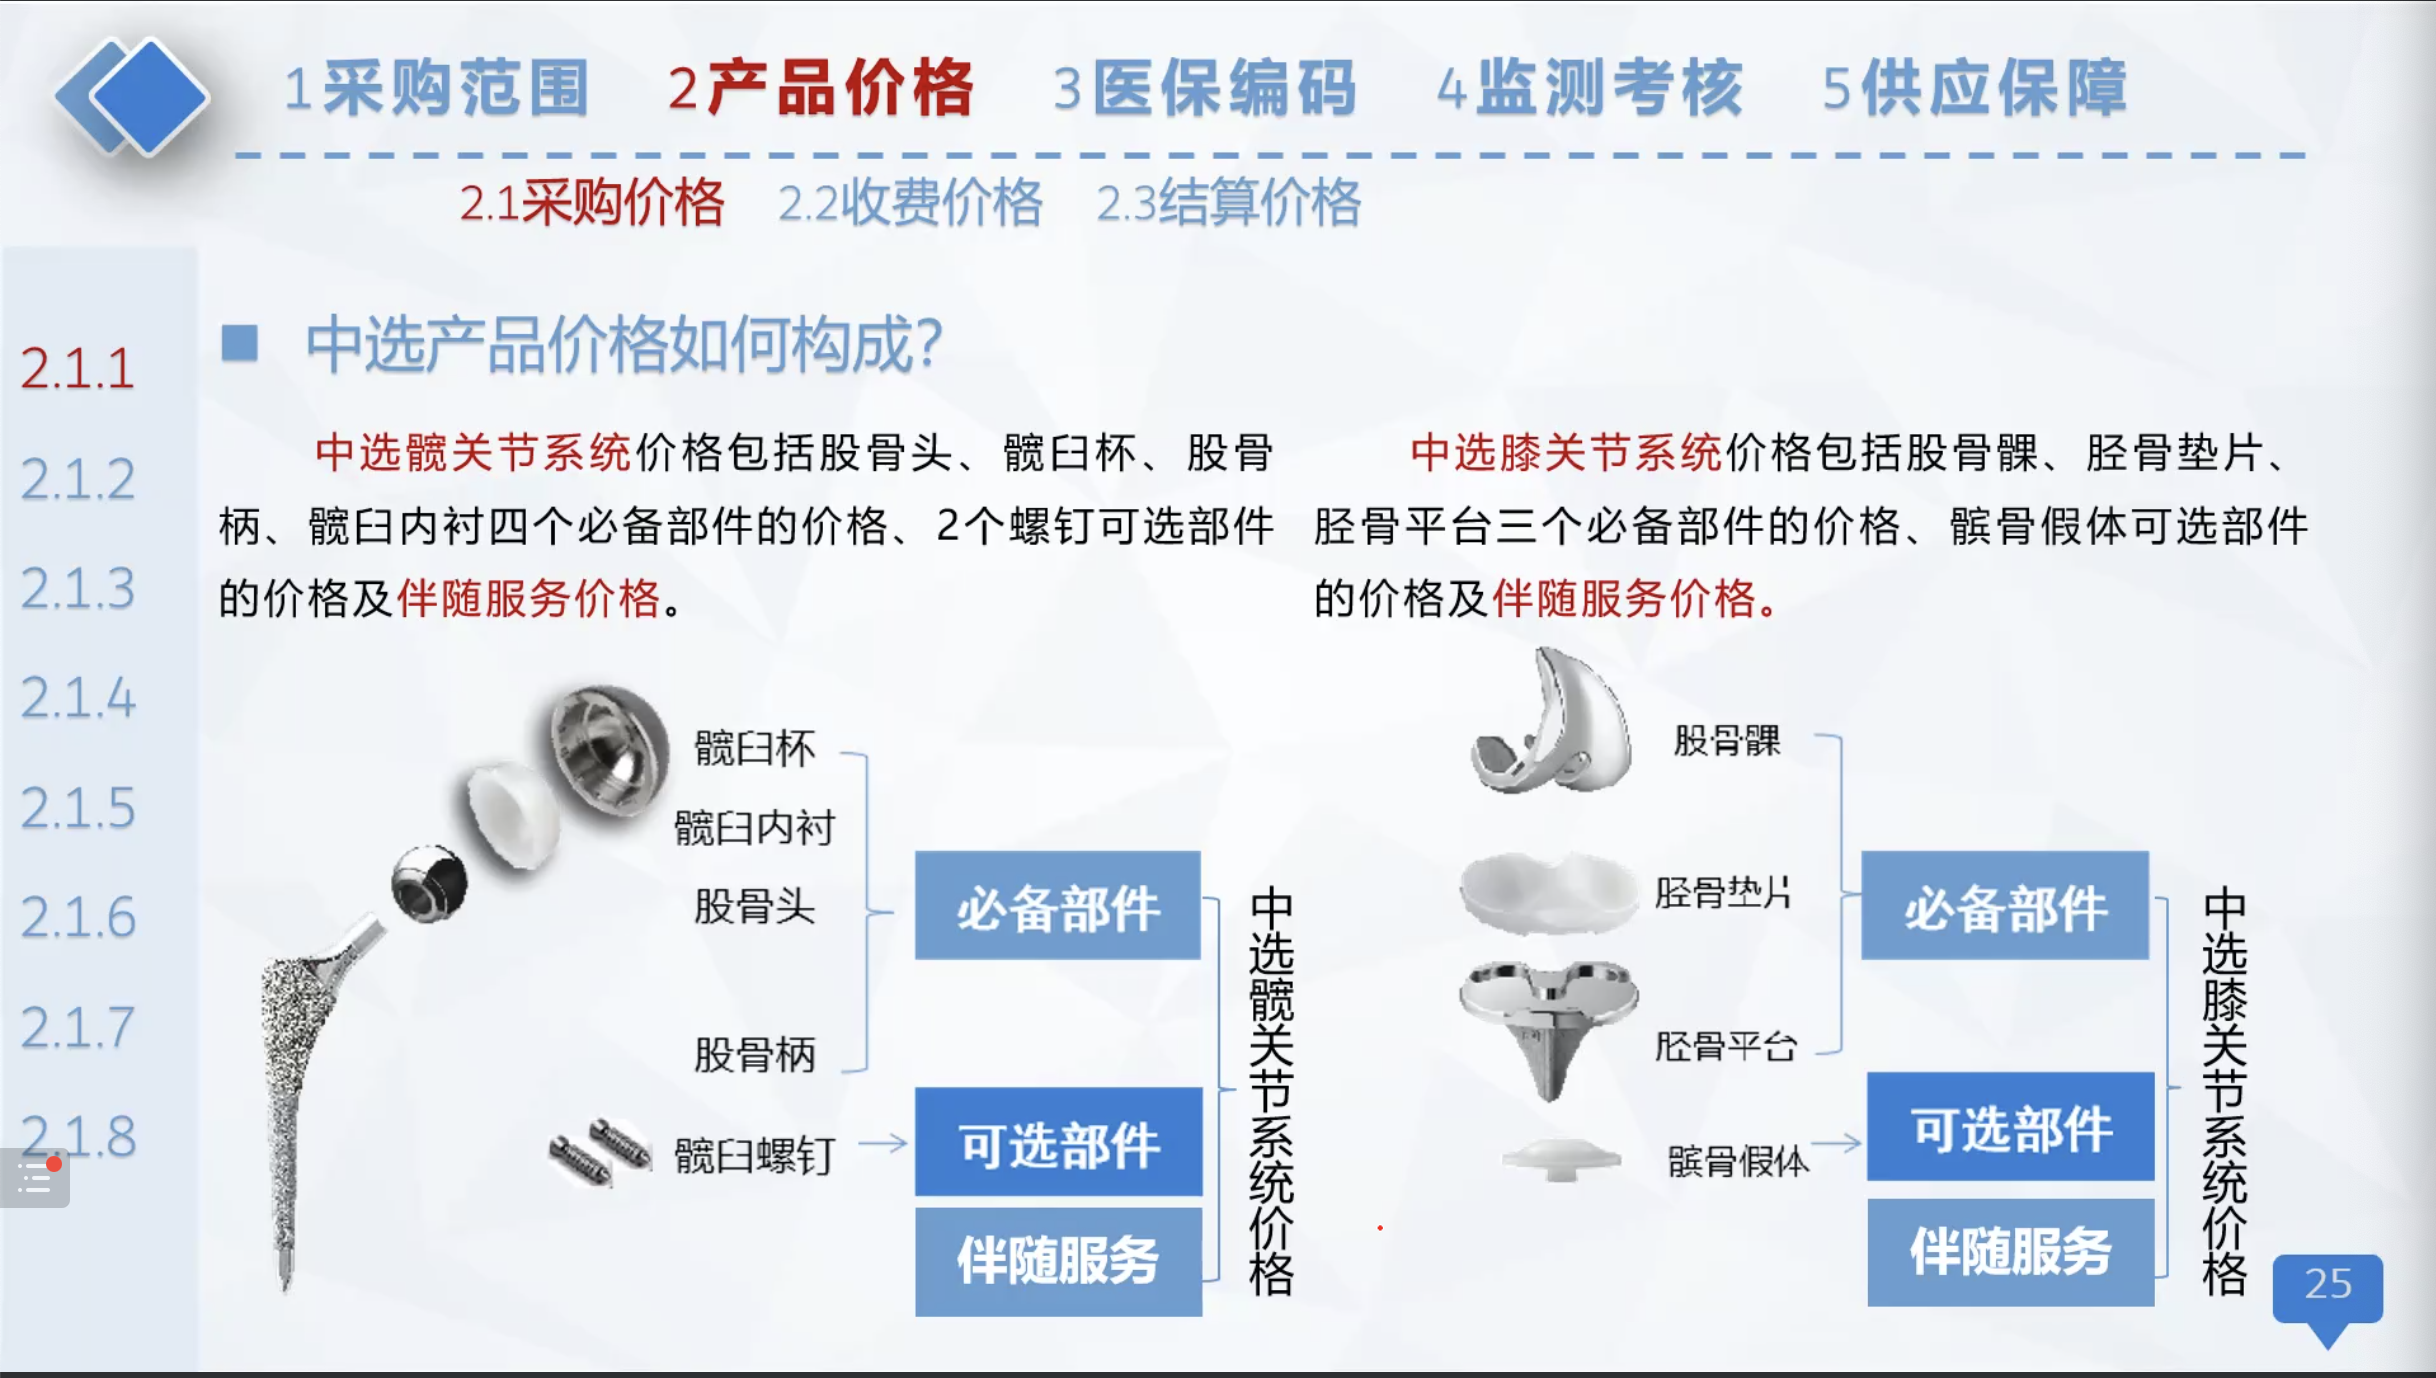 1采购范围 2产品价格 3医保编码 4监测考核 5供应保障
2.1采购价格 2.2收费价格 2.3结算价格
2.1.1
2.1.2
2.1.3
2.1.4
2.1.5
2.1.6
2.1.7
2.1.8
中选产品价格如何构成?
中选髋关节系统价格包括股骨头、髋臼杯、股骨
柄、髋臼内衬四个必备部件的价格、2个螺钉可选部件
的价格及伴随服务价格。
髋臼杯
髋臼内衬
股骨头
股骨柄
髋臼螺钉
必备部件
可选部件
伴随服务
中选髋关节系统价格
中选膝关节系统价格包括股骨髁、胫骨垫片、
胫骨平台三个必备部件的价格、髌骨假体可选部件
的价格及伴随服务价格。
股骨髁
胫骨垫片
胫骨平台
髌骨假体
必备部件
可选部件
伴随服务
中选膝关节系统价格
25